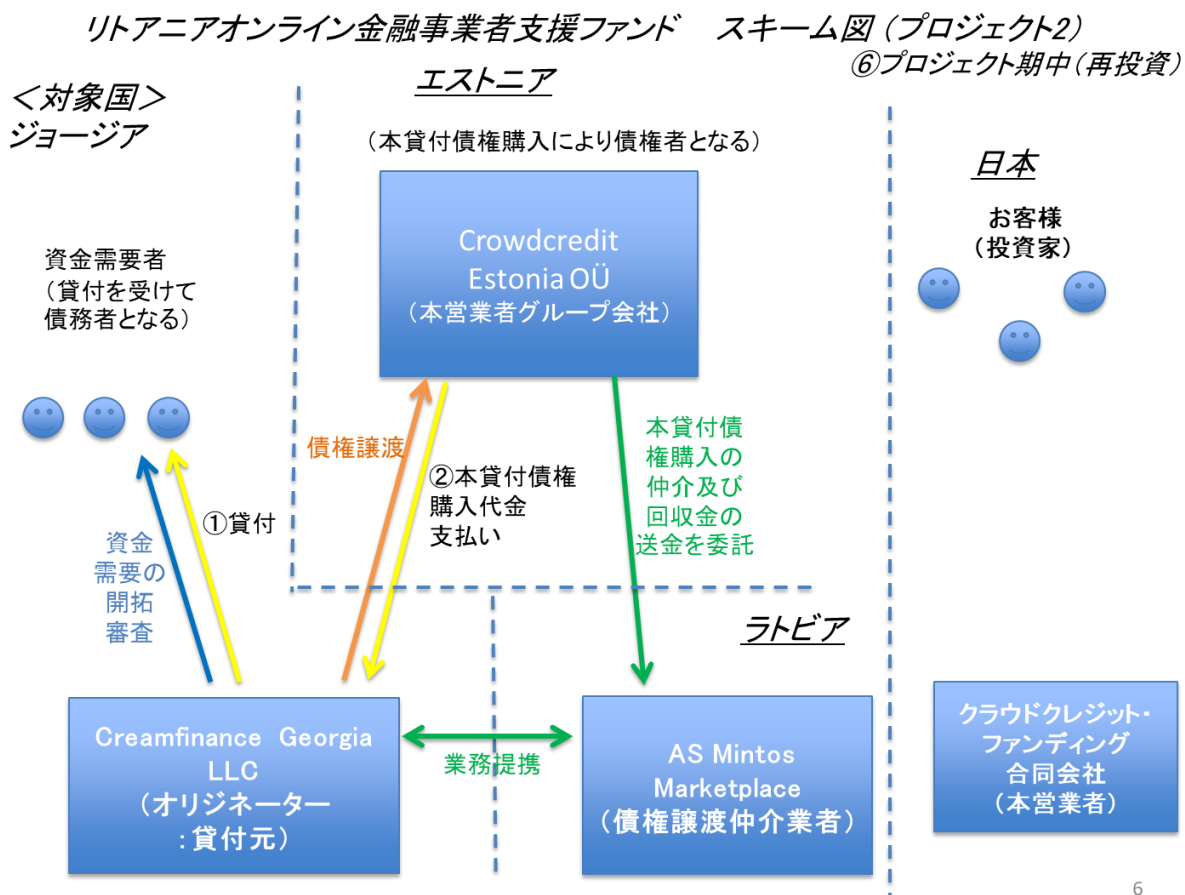 リトアニアオンライン金融事業者支援ファンド　スキーム図（プロジェクト2）
⑥プロジェクト期中（再投資）
＜対象国＞
ジョージア
エストニア
（本貸付債権購入により債権者となる）
日本
お客様
（投資家）
Crowdcredit
Estonia OÜ
（本営業者グループ会社）
資金需要者
（貸付を受けて
債務者となる）
債権譲渡
②本貸付債権
購入代金
支払い
本貸付債
権購入の
仲介及び
回収金の
送金を委託
①貸付
資金
需要の
開拓
審査
ラトビア
Creamfinance Georgia
LLC
（オリジネーター
：貸付元）
業務提携
AS Mintos
Marketplace
（債権譲渡仲介業者）
クラウドクレジット・
ファンディング
合同会社
（本営業者）
6